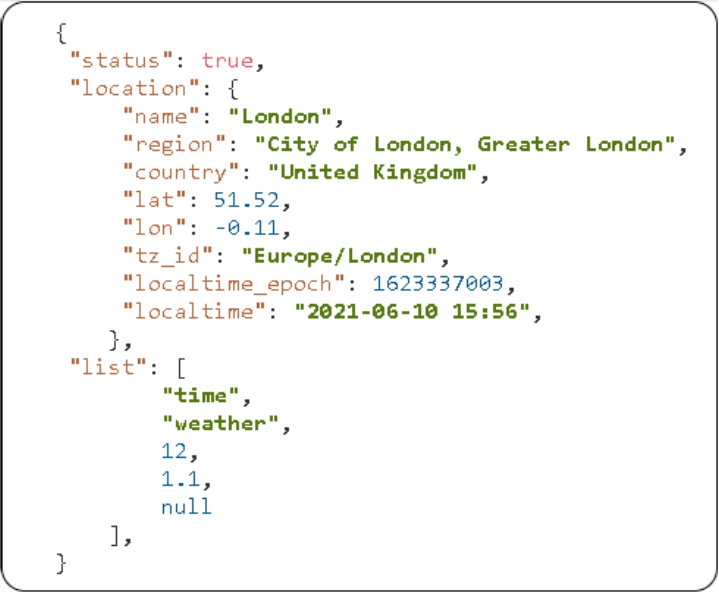 {
"status": true,
"location": {
"name": "London",
"region": "City of London, Greater London",
"country": "United Kingdom",
"lat": 51.52,
"lon": -0.11,
"tz_id": "Europe/London",
"localtime_epoch": 1623337003,
"localtime": "2021-06-10 15:56",
},
"list": [
"time",
"weather",
12,
1.1,
null
],
}